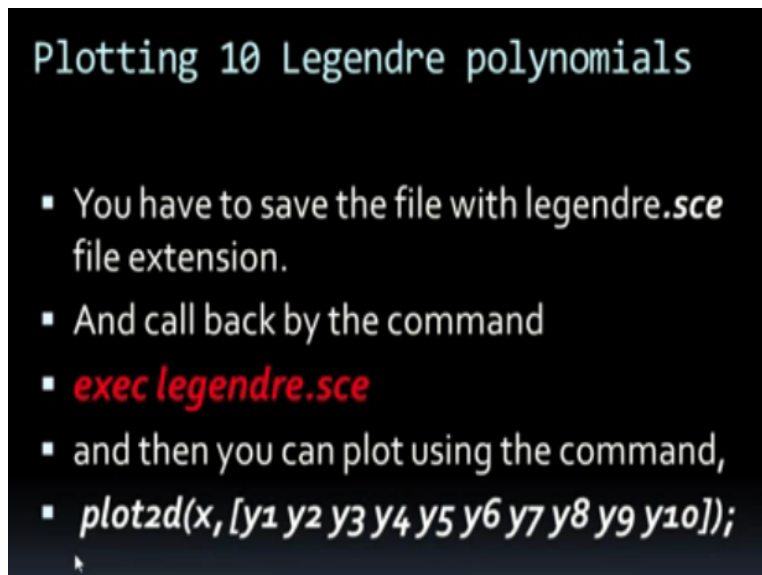 Plotting 10 Legendre polynomials
You have to save the file with legendre.sce
file extension.
And call back by the command
exec legendre.sce
and then you can plot using the command,
plot2d(x,[y1 y2 y3 y4 y5 y6 y7 y8 y9 y10]);